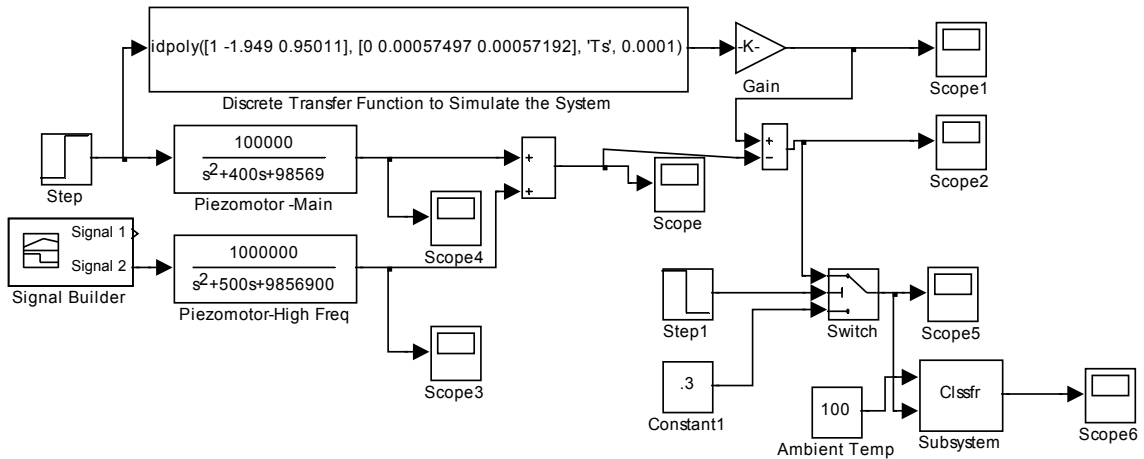 idpoly([1 -1.949 0.95011], [0 0.00057497 0.00057192], 'Ts', 0.0001)
Discrete Transfer Function to Simulate the System
-K-
Gain
Scope1
+
−
Scope2
Step
100000
s²+400s+98569
Piezomotor -Main
+
+
Scope
Scope4
Signal 1
Signal 2
Signal Builder
1000000
s²+500s+9856900
Piezomotor-High Freq
Scope3
Step1
Switch
Scope5
.3
Constant1
100
Ambient Temp
Clssfr
Subsystem
Scope6